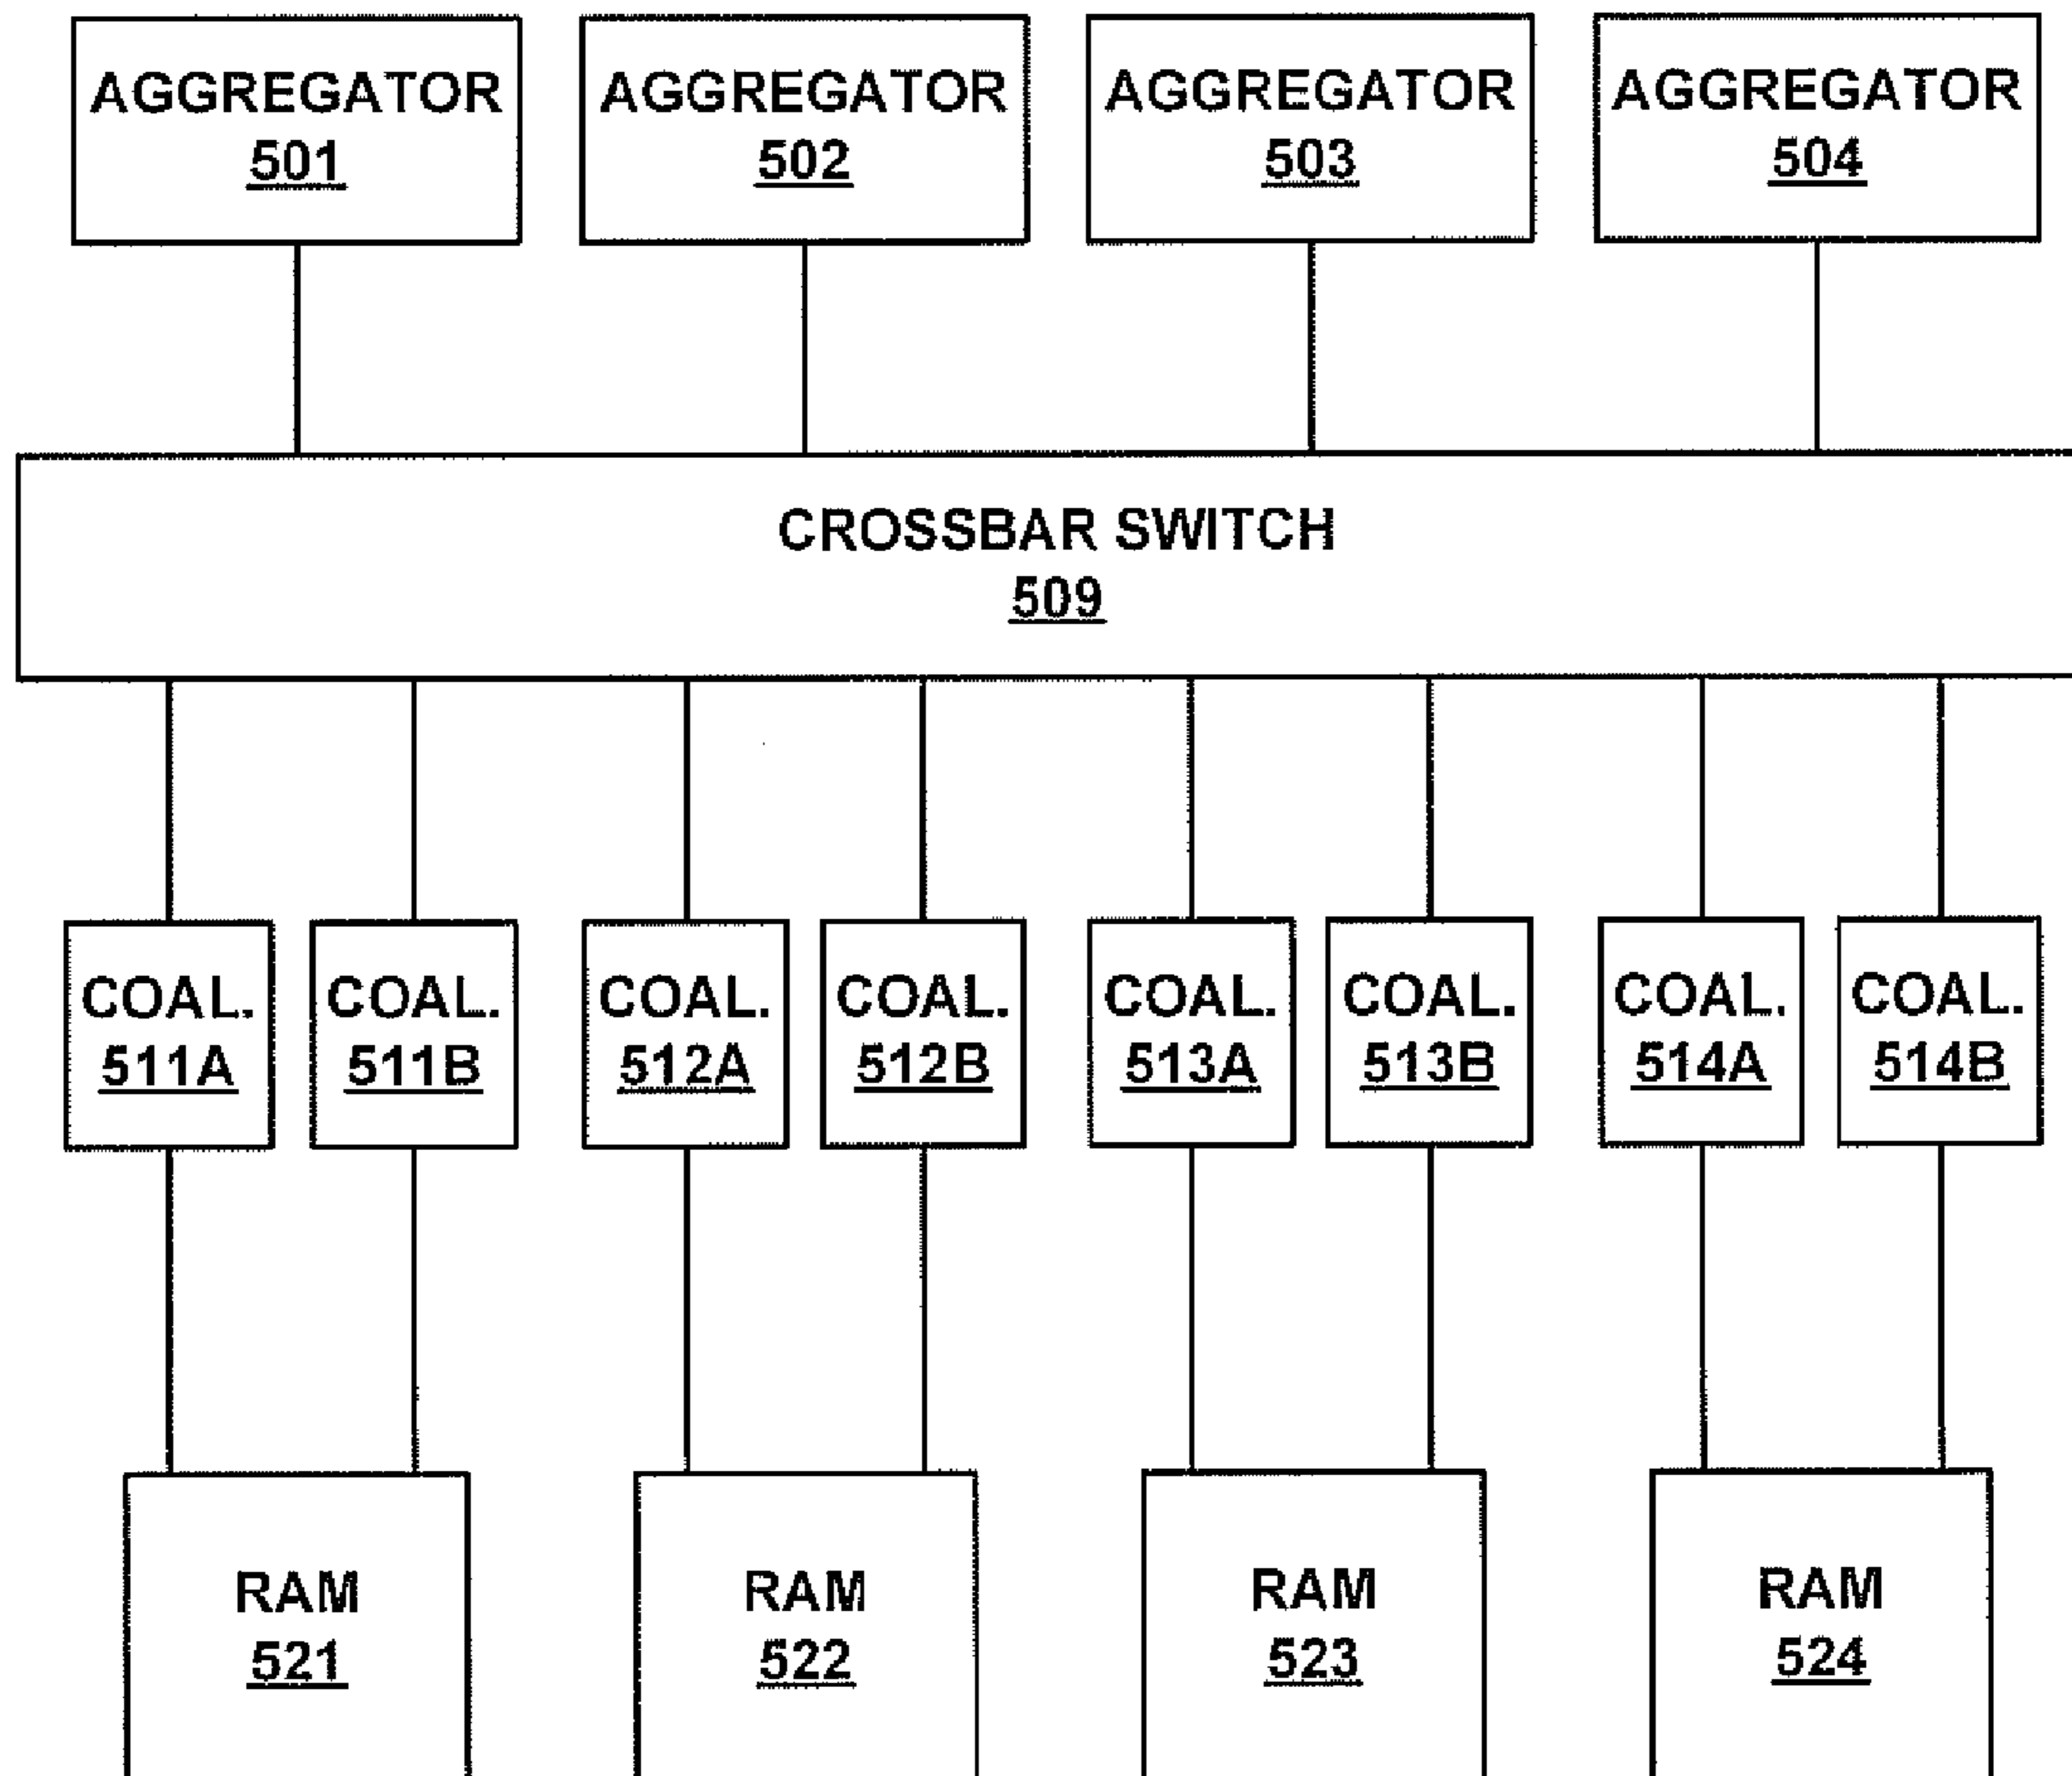 AGGREGATOR
501
AGGREGATOR
502
AGGREGATOR
503
AGGREGATOR
504
CROSSBAR SWITCH
509
COAL.
511A
COAL.
511B
COAL.
512A
COAL.
512B
COAL.
513A
COAL.
513B
COAL.
514A
COAL.
514B
RAM
521
RAM
522
RAM
523
RAM
524